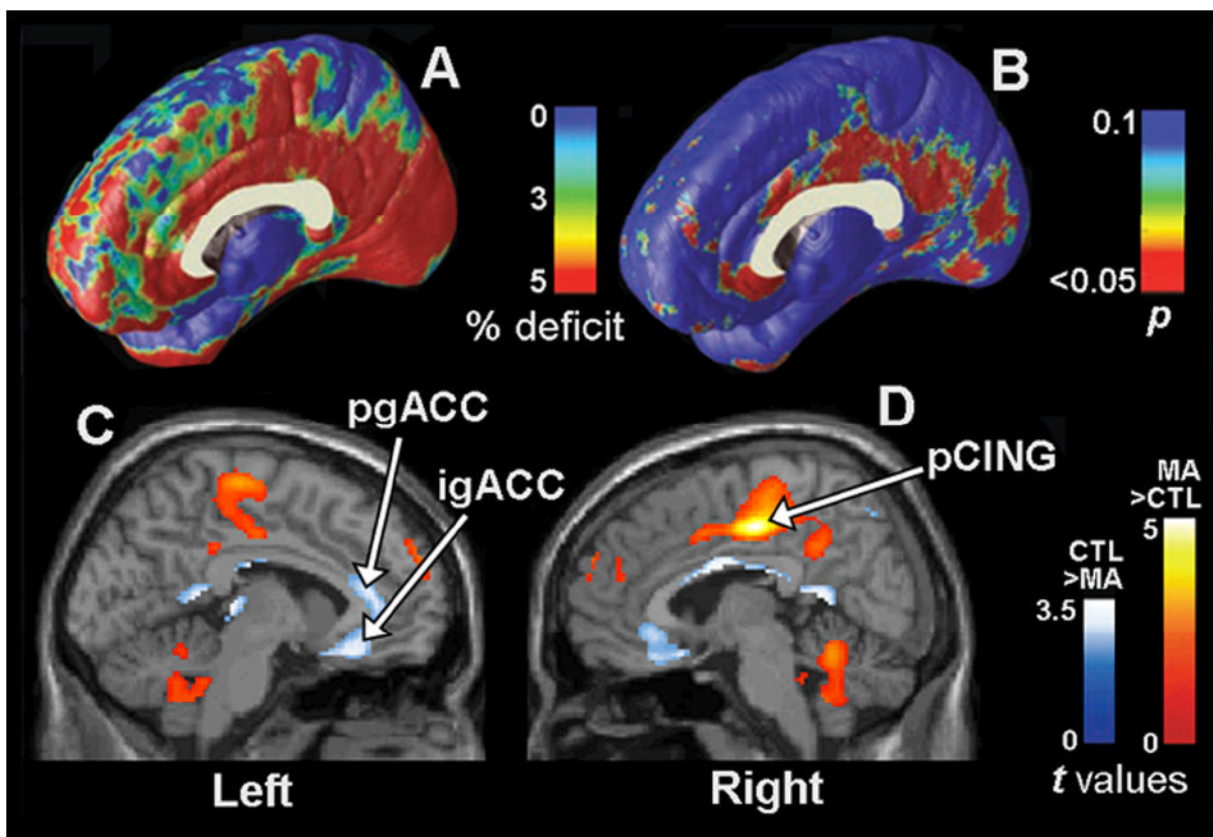 A
B
0
3
5
% deficit
0.1
<0.05
p
C
D
pgACC
igACC
pCING
MA
>CTL
CTL
>MA
5
3.5
0
0
t values
Left
Right